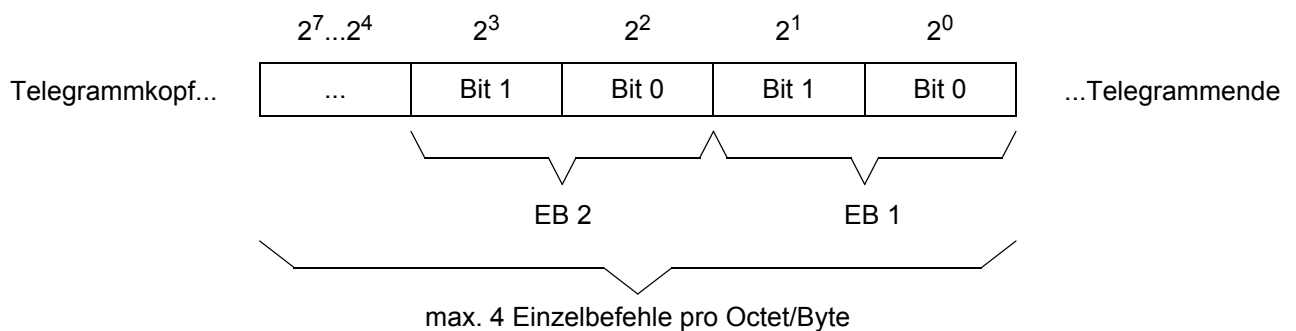 2⁷...2⁴ 2³ 2² 2¹ 2⁰
Telegrammkopf... ... Bit 1 Bit 0 Bit 1 Bit 0 ...Telegrammende
EB 2 EB 1
max. 4 Einzelbefehle pro Octet/Byte